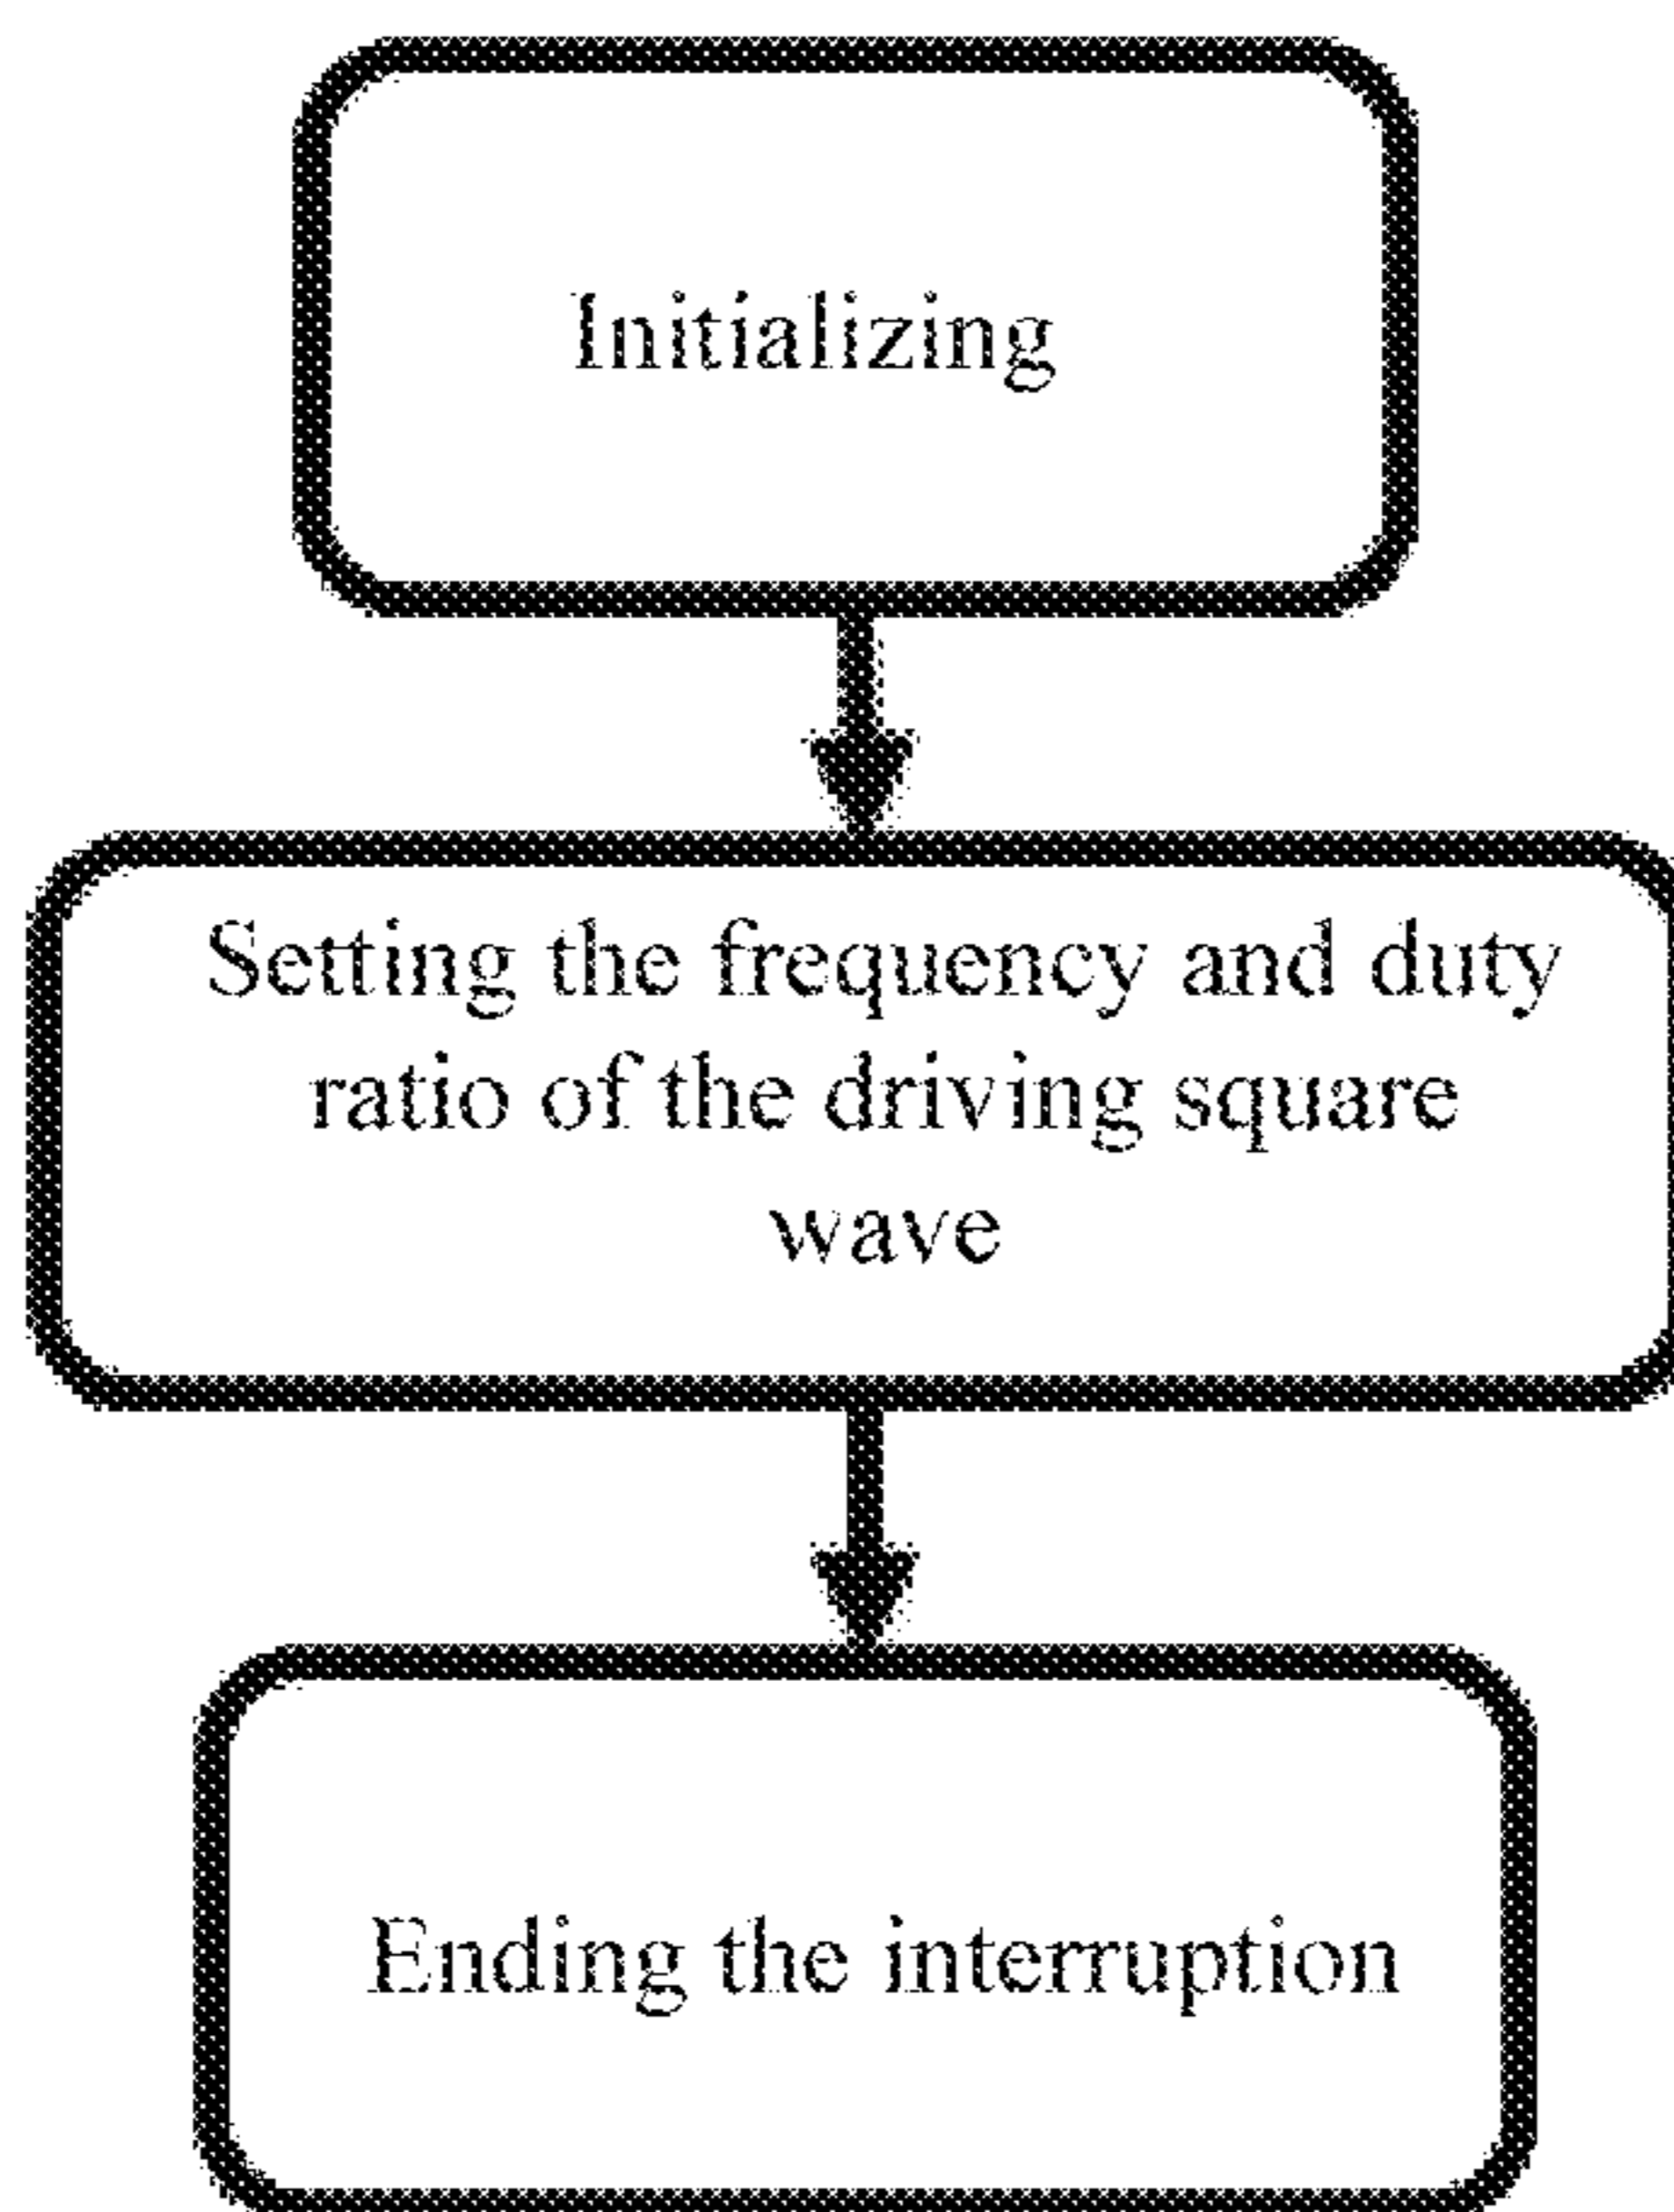 Initializing
Setting the frequency and duty
ratio of the driving square
wave
Ending the interruption